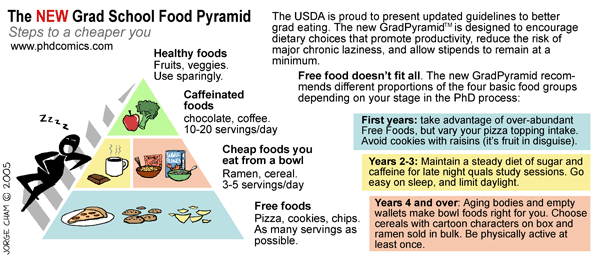 The NEW Grad School Food Pyramid
Steps to a cheaper you
www.phdcomics.com
Healthy foods
Fruits, veggies.
Use sparingly.
Caffeinated
foods
chocolate, coffee.
10-20 servings/day
Cheap foods you
eat from a bowl
Ramen, cereal.
3-5 servings/day
Free foods
Pizza, cookies, chips.
As many servings as
possible.
ZZZZ
JORGE CHAM © 2005
The USDA is proud to present updated guidelines to better
grad eating. The new GradPyramid™ is designed to encourage
dietary choices that promote productivity, reduce the risk of
major chronic laziness, and allow stipends to remain at a
minimum.
Free food doesn't fit all. The new GradPyramid recom-
mends different proportions of the four basic food groups
depending on your stage in the PhD process:
First years: take advantage of over-abundant
Free Foods, but vary your pizza topping intake.
Avoid cookies with raisins (it's fruit in disguise).
Years 2-3: Maintain a steady diet of sugar and
caffeine for late night quals study sessions. Go
easy on sleep, and limit daylight.
Years 4 and over: Aging bodies and empty
wallets make bowl foods right for you. Choose
cereals with cartoon characters on box and
ramen sold in bulk. Be physically active at
least once.